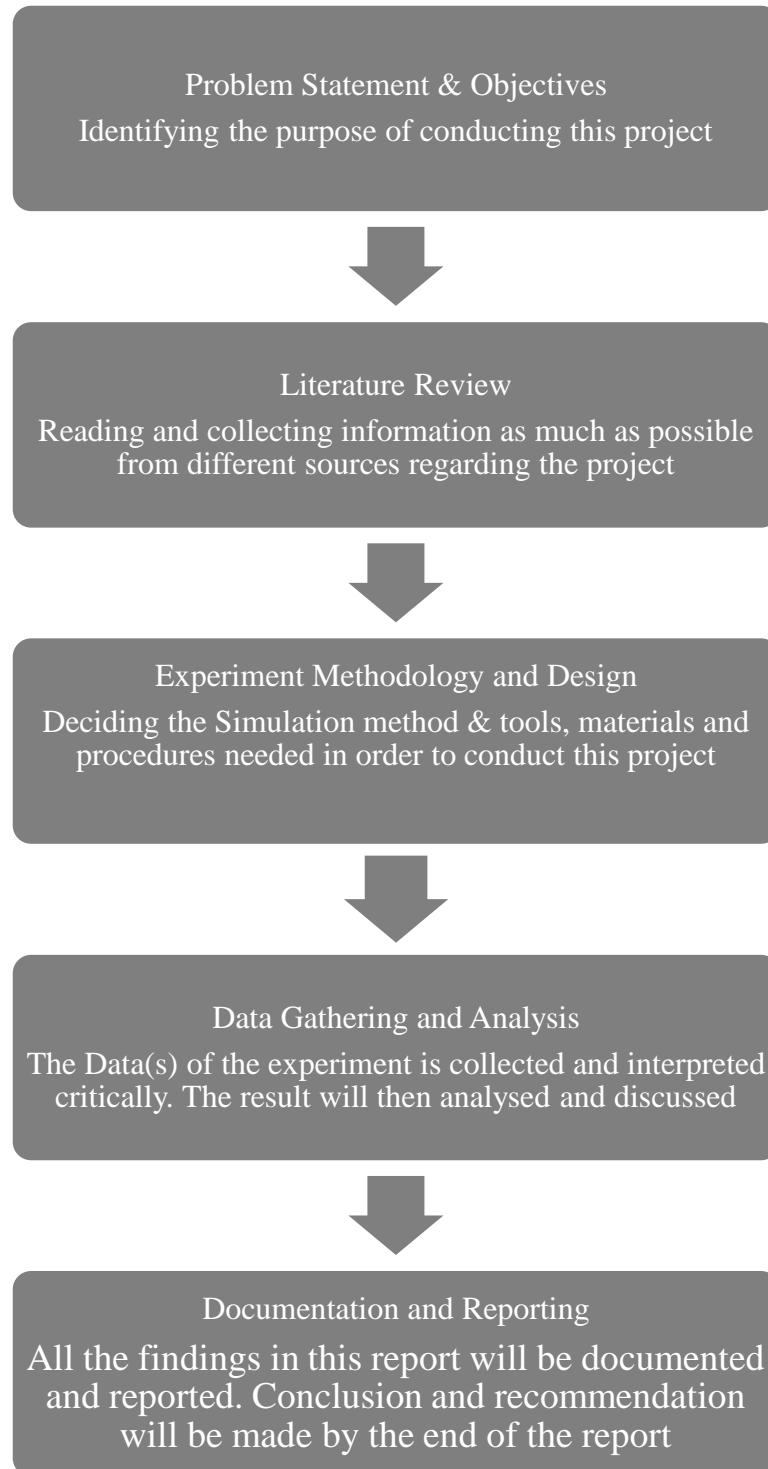 Problem Statement & Objectives
Identifying the purpose of conducting this project
Literature Review
Reading and collecting information as much as possible
from different sources regarding the project
Experiment Methodology and Design
Deciding the Simulation method & tools, materials and
procedures needed in order to conduct this project
Data Gathering and Analysis
The Data(s) of the experiment is collected and interpreted
critically. The result will then analysed and discussed
Documentation and Reporting
All the findings in this report will be documented
and reported. Conclusion and recommendation
will be made by the end of the report